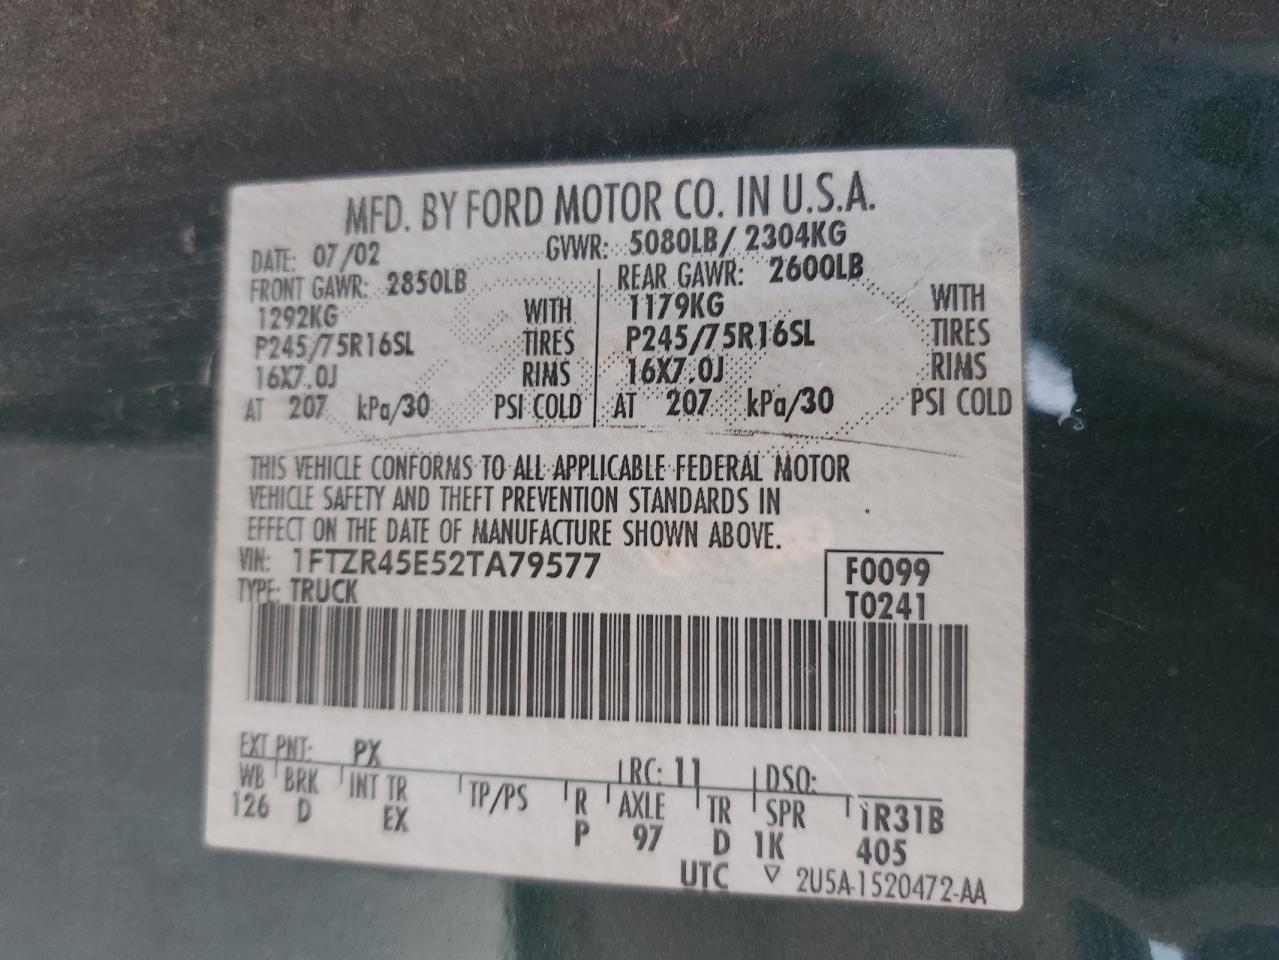 MFD. BY FORD MOTOR CO. IN U.S.A.
DATE: 07/02 GVWR: 5080LB/ 2304KG
FRONT GAWR: 2850LB REAR GAWR: 2600LB
1292KG WITH 1179KG WITH
P245/75R16SL TIRES P245/75R16SL TIRES
16X7.0J RIMS 16X7.0J RIMS
AT 207 kPa/30 PSI COLD AT 207 kPa/30 PSI COLD
THIS VEHICLE CONFORMS TO ALL APPLICABLE FEDERAL MOTOR
VEHICLE SAFETY AND THEFT PREVENTION STANDARDS IN
EFFECT ON THE DATE OF MANUFACTURE SHOWN ABOVE.
VIN: 1FTZR45E52TA79577 F0099
TYPE: TRUCK T0241
EXT PNT: PX RC: 11 DSO:
WB BRK INT TR TP/PS R AXLE TR SPR 1R31B
126 D EX P 97 D 1K 405
UTC ▽ 2U5A-1520472-AA